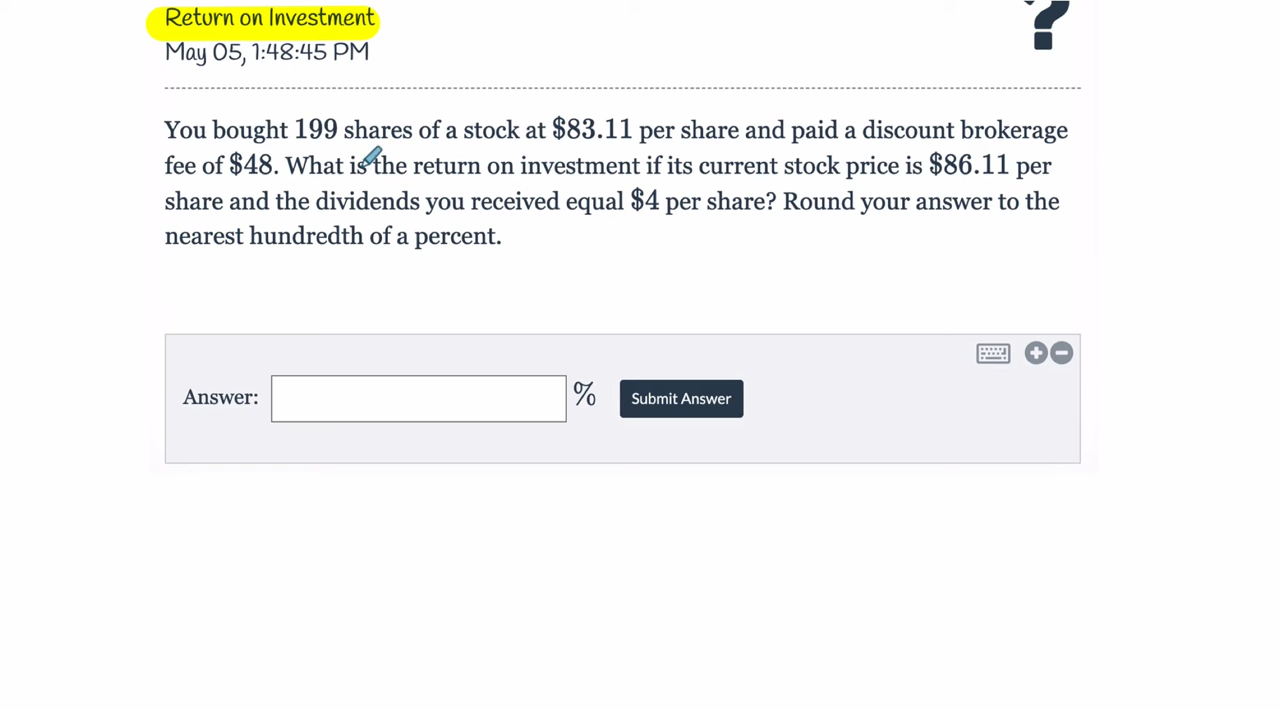 Return on Investment
May 05, 1:48:45 PM
?
You bought 199 shares of a stock at $83.11 per share and paid a discount brokerage
fee of $48. What is the return on investment if its current stock price is $86.11 per
share and the dividends you received equal $4 per share? Round your answer to the
nearest hundredth of a percent.
Answer: % Submit Answer